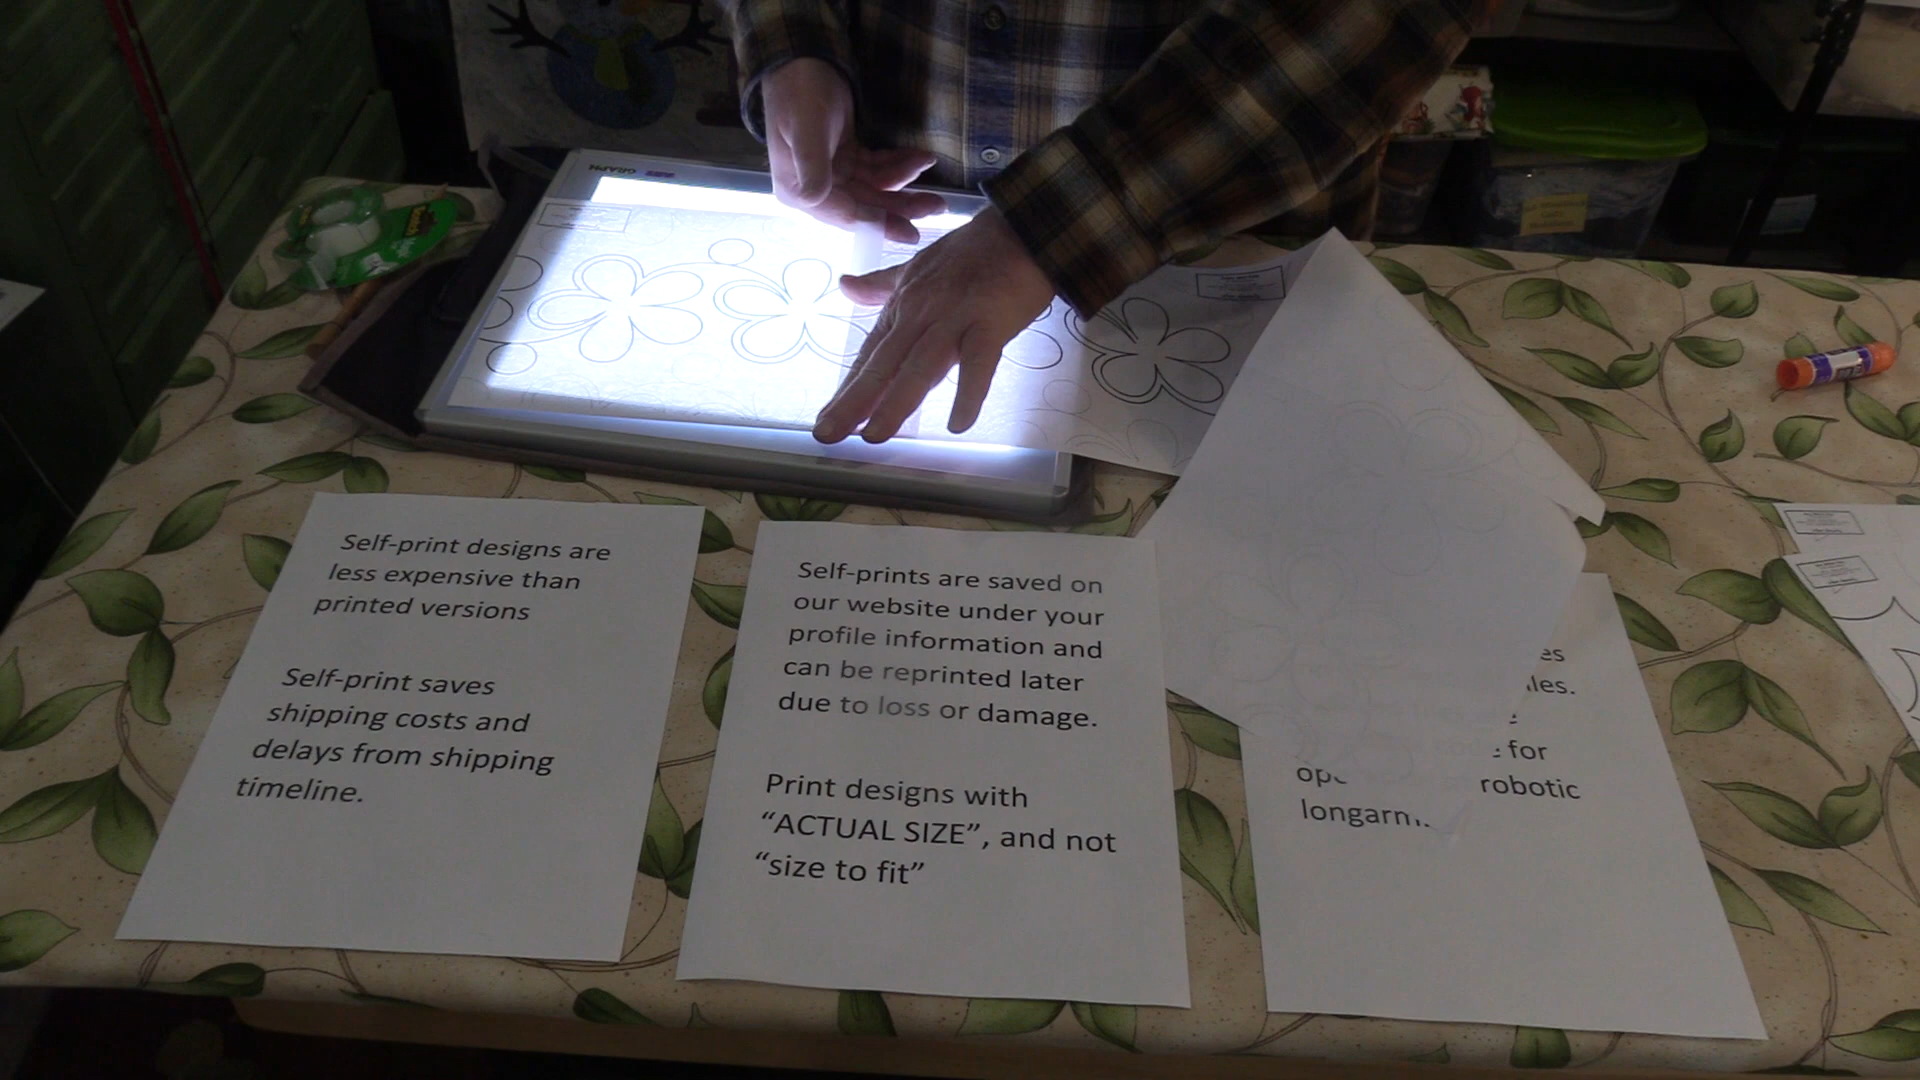 GRAPH
Self-print designs are
less expensive than
printed versions
Self-print saves
shipping costs and
delays from shipping
timeline.
Self-prints are saved on
our website under your
profile information and
can be reprinted later
due to loss or damage.
Print designs with
“ACTUAL SIZE”, and not
“size to fit”
for
robotic